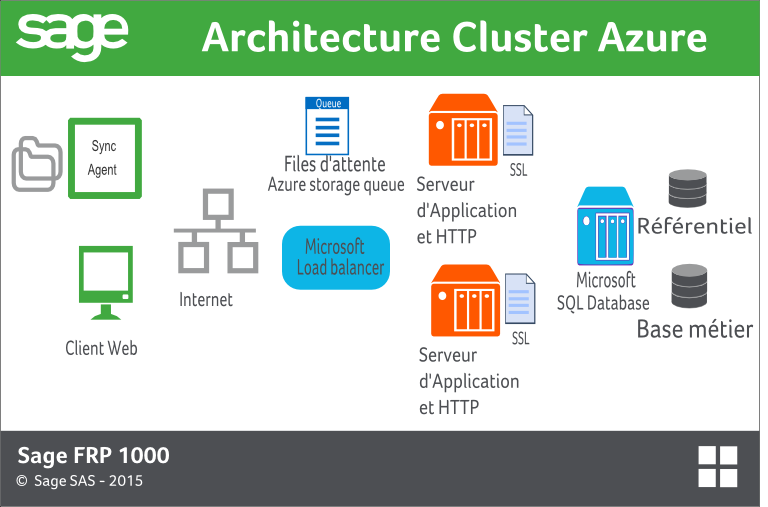 sage
Architecture Cluster Azure
Sync
Agent
Client Web
Internet
Queue
Files d'attente
Azure storage queue
Microsoft
Load balancer
SSL
Serveur
d'Application
et HTTP
SSL
Serveur
d'Application
et HTTP
Microsoft
SQL Database
Référentiel
Base métier
Sage FRP 1000
© Sage SAS - 2015